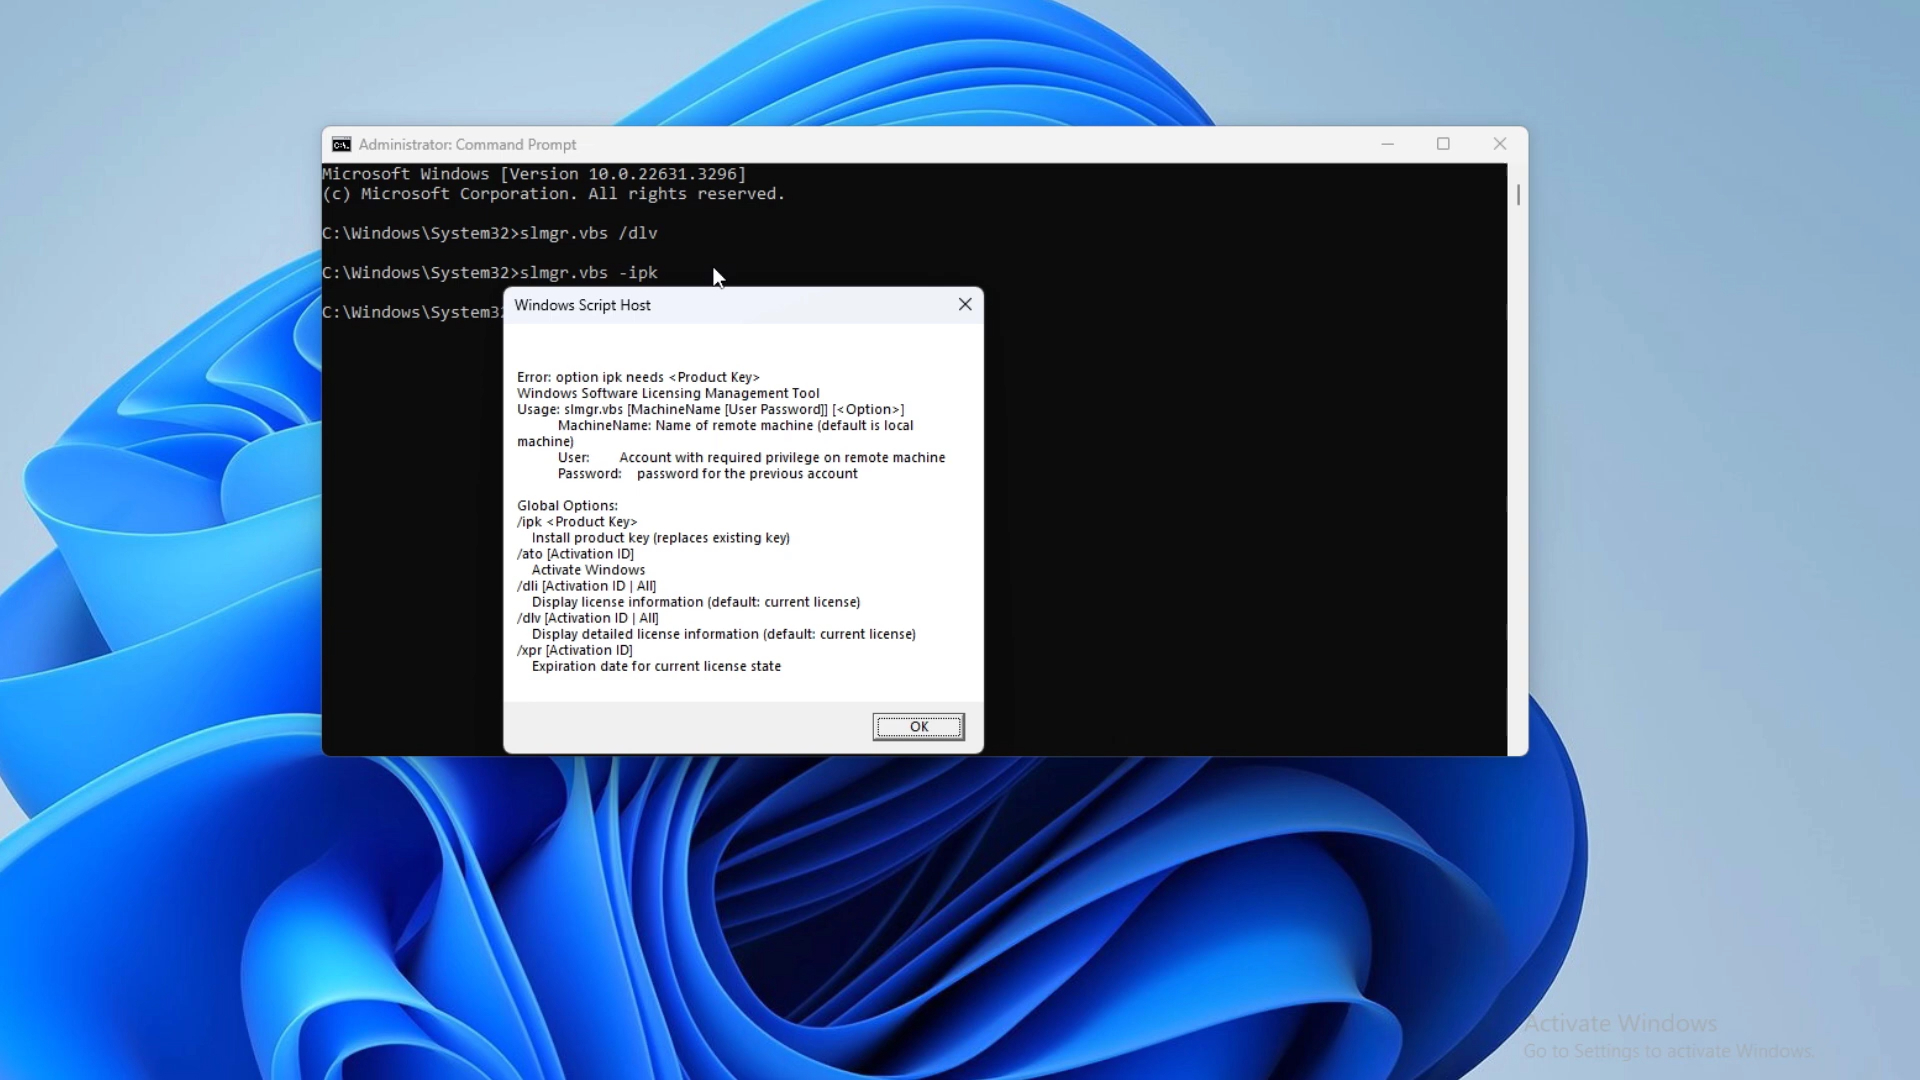 Administrator: Command Prompt
Microsoft Windows [Version 10.0.22631.3296]
(c) Microsoft Corporation. All rights reserved.
C:\Windows\System32>slmgr.vbs /dlv
C:\Windows\System32>slmgr.vbs -ipk
C:\Windows\System32
Windows Script Host
Error: option ipk needs <Product Key>
Windows Software Licensing Management Tool
Usage: slmgr.vbs [MachineName [User Password]] [<Option>]
MachineName: Name of remote machine (default is local
machine)
User: Account with required privilege on remote machine
Password: password for the previous account
Global Options:
/ipk <Product Key>
Install product key (replaces existing key)
/ato [Activation ID]
Activate Windows
/dli [Activation ID | All]
Display license information (default: current license)
/dlv [Activation ID | All]
Display detailed license information (default: current license)
/xpr [Activation ID]
Expiration date for current license state
OK
Activate Windows
Go to Settings to activate Windows.